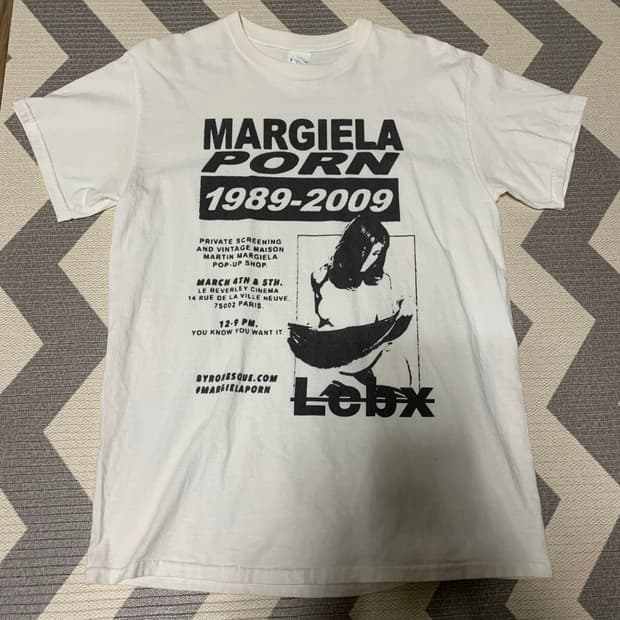 MARGIELA
PORN
1989-2009
PRIVATE SCREENING
AND VINTAGE MAISON
MARTIN MARGIELA
POP-UP SHOP.
MARCH 4TH & 5TH.
LE BEVERLEY CINEMA
14 RUE DE LA VILLE NEUVE.
75002 PARIS.
12-9 PM.
YOU KNOW YOU WANT IT.
BYRONESQUE.COM
#MARGIELAPORN
Lcbx